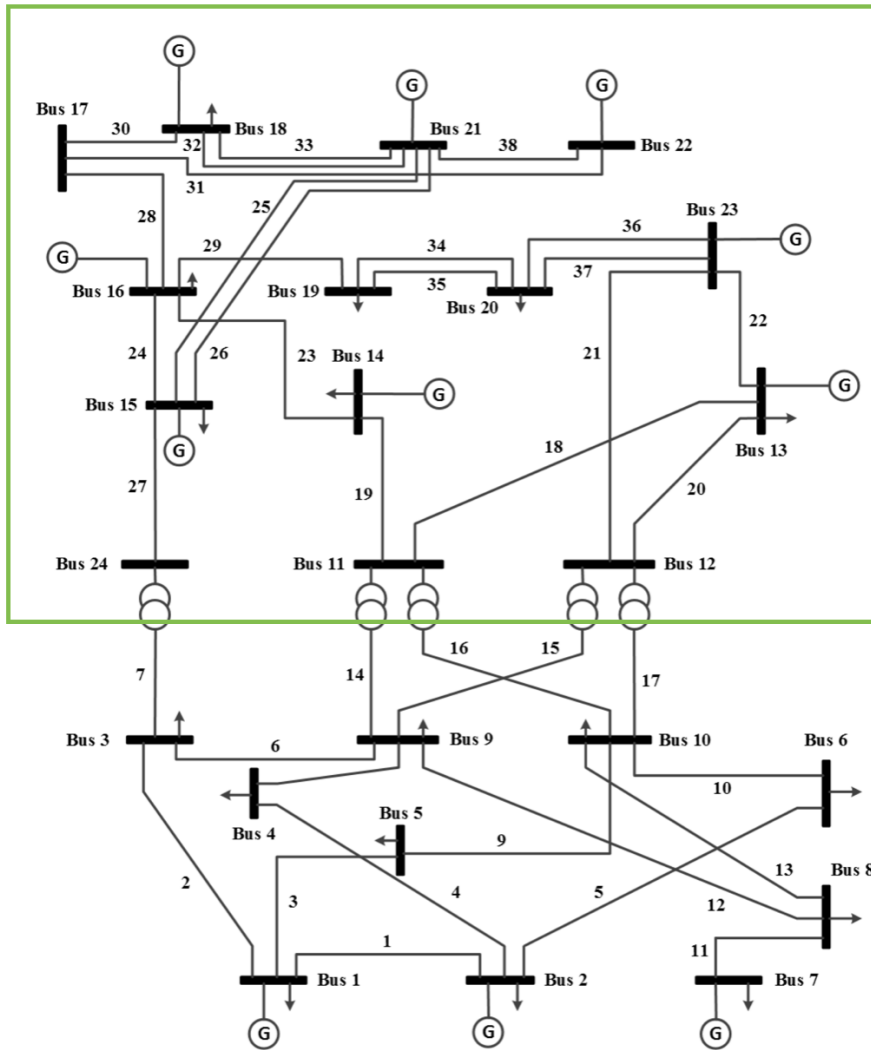 G
G
G
Bus 17
30
32
Bus 18
33
Bus 21
38
Bus 22
31
28
25
Bus 23
36
G
29
34
G
Bus 16
Bus 19
35
Bus 20
37
22
24
26
23
Bus 14
21
Bus 15
G
G
G
18
Bus 13
27
19
20
Bus 24
Bus 11
Bus 12
16
15
7
14
17
Bus 3
6
Bus 9
Bus 10
Bus 6
10
Bus 4
Bus 5
9
13
Bus 8
2
3
4
5
12
1
11
Bus 1
Bus 2
Bus 7
G
G
G